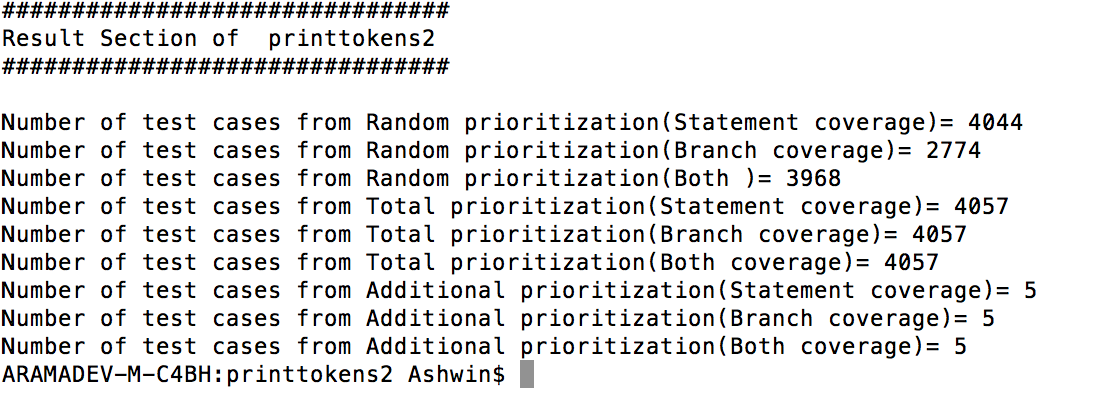 ################################
Result Section of  printtokens2
################################
Number of test cases from Random prioritization(Statement coverage)= 4044
Number of test cases from Random prioritization(Branch coverage)= 2774
Number of test cases from Random prioritization(Both )= 3968
Number of test cases from Total prioritization(Statement coverage)= 4057
Number of test cases from Total prioritization(Branch coverage)= 4057
Number of test cases from Total prioritization(Both coverage)= 4057
Number of test cases from Additional prioritization(Statement coverage)= 5
Number of test cases from Additional prioritization(Branch coverage)= 5
Number of test cases from Additional prioritization(Both coverage)= 5
ARAMADEV-M-C4BH:printtokens2 Ashwin$